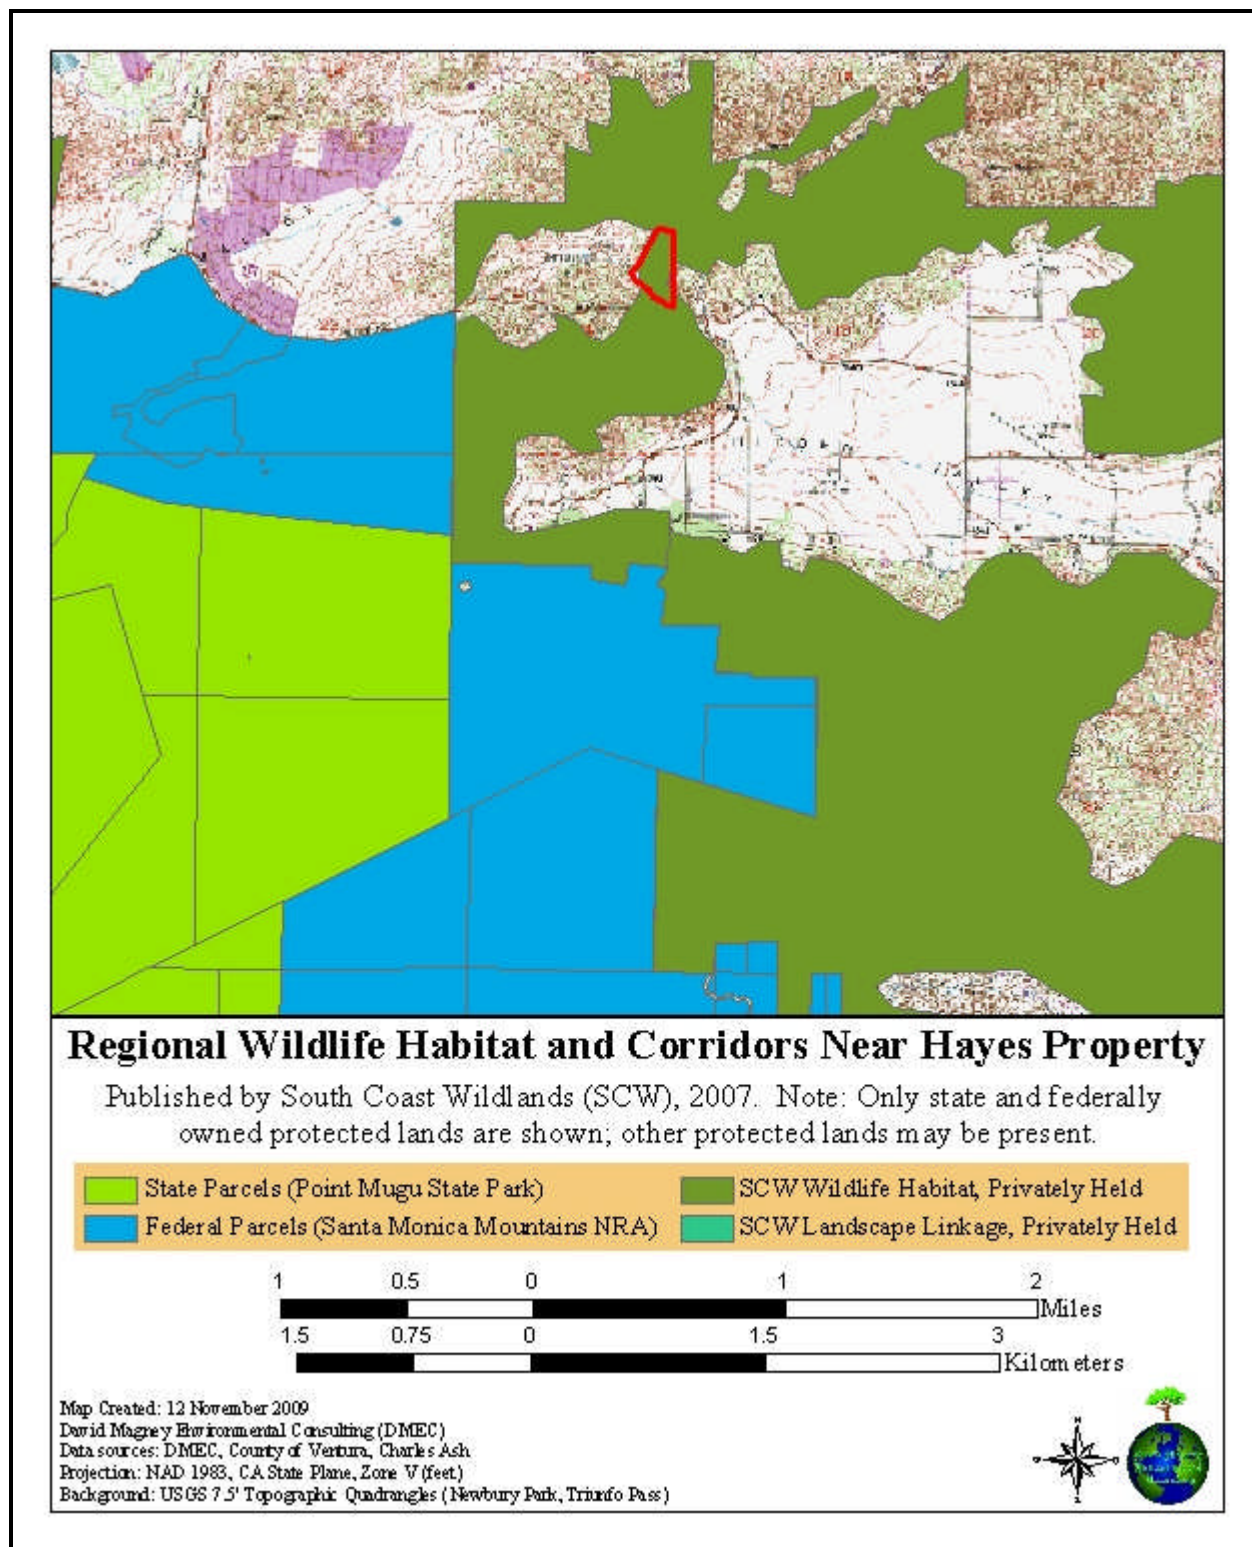 Regional Wildlife Habitat and Corridors Near Hayes Property
Published by South Coast Wildlands (SCW), 2007. Note: Only state and federally
owned protected lands are shown; other protected lands may be present.
State Parcels (Point Mugu State Park)
SCW Wildlife Habitat, Privately Held
Federal Parcels (Santa Monica Mountains NRA)
SCW Landscape Linkage, Privately Held
1 0.5 0 1 2
Miles
1.5 0.75 0 1.5 3
Kilometers
Map Created: 12 November 2009
David Magney Environmental Consulting (DMEC)
Data sources: DMEC, County of Ventura, Charles Ash
Projection: NAD 1983, CA State Plane, Zone V (feet)
Background: USGS 7.5' Topographic Quadrangles (Newbury Park, Triunfo Pass)